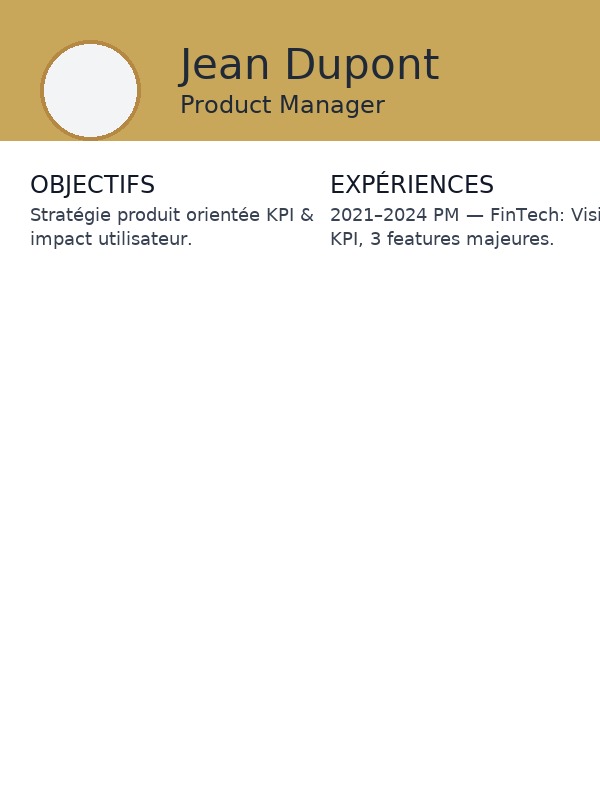 Jean Dupont
Product Manager
OBJECTIFS
Stratégie produit orientée KPI &
impact utilisateur.
EXPÉRIENCES
2021–2024 PM — FinTech:
KPI, 3 features majeures.